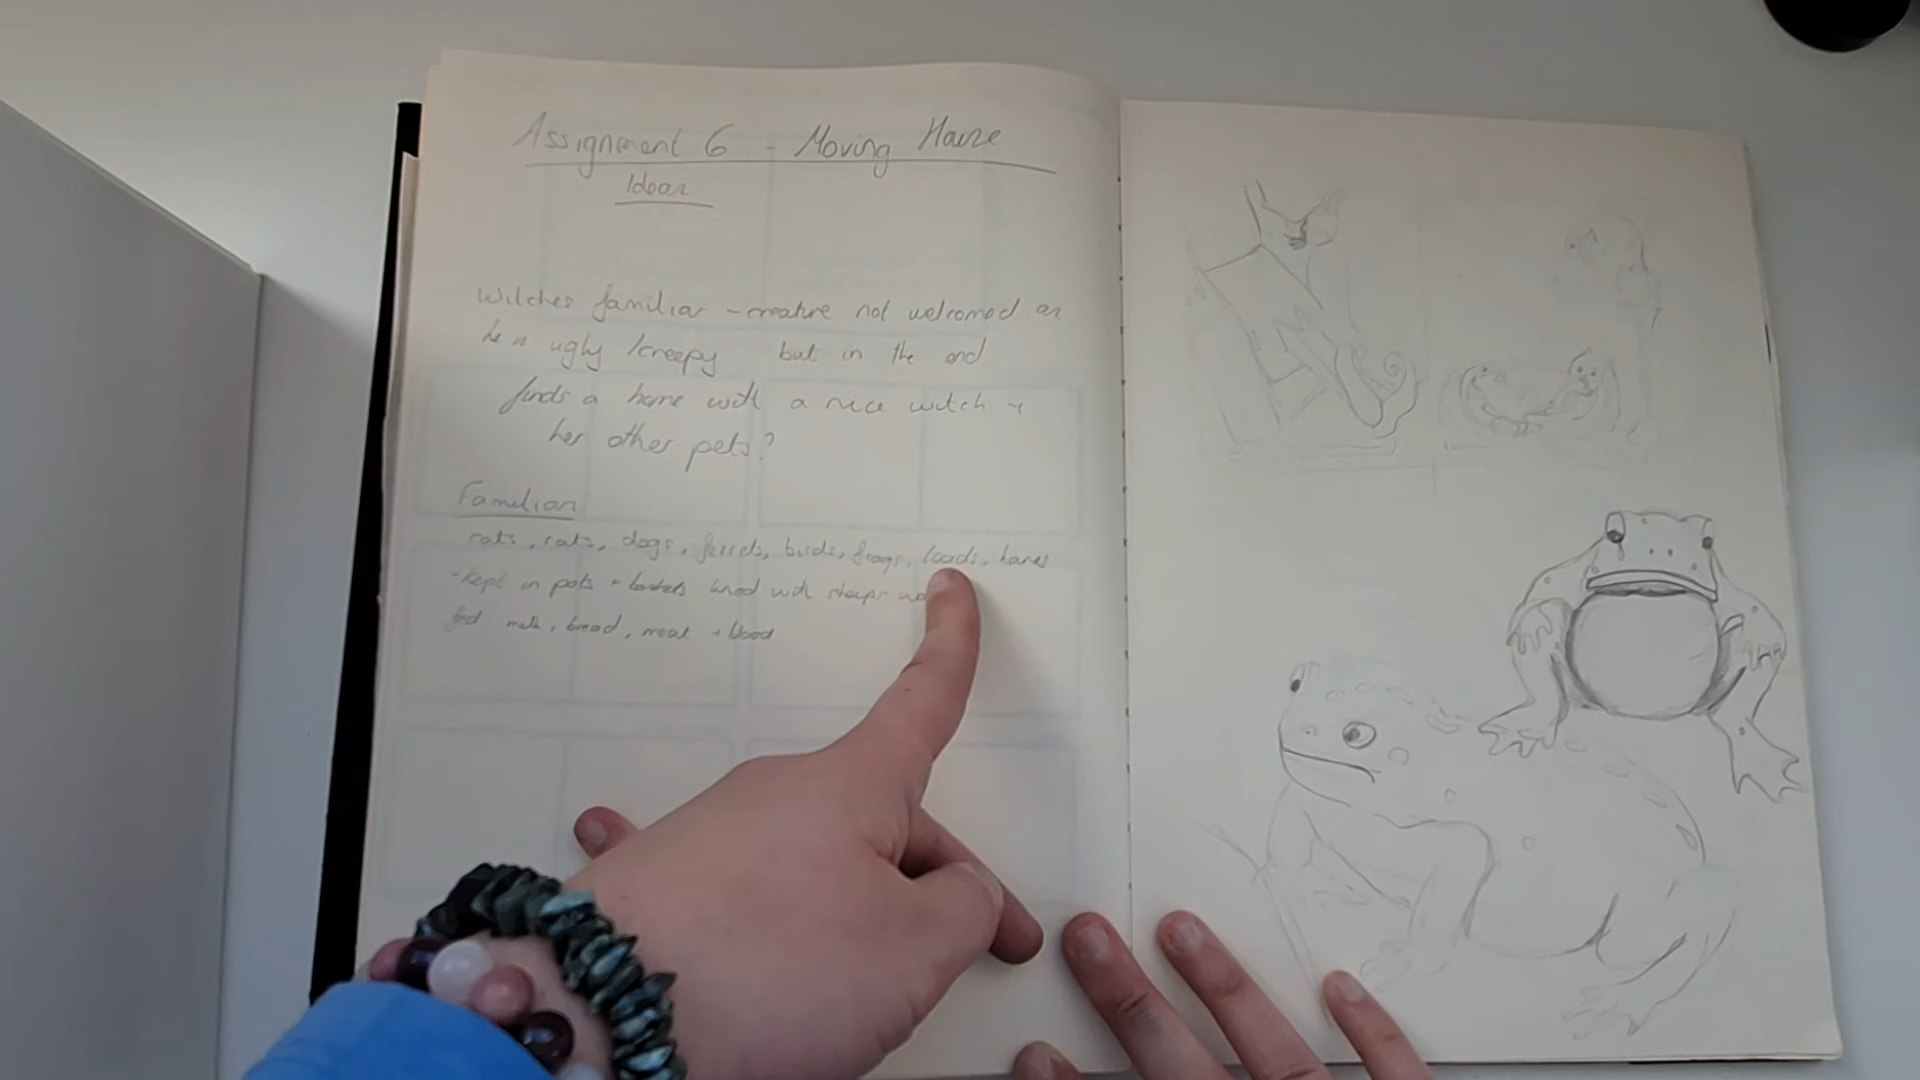 Assignment 6 - Moving House
Ideas
Witches familiar - creature not welcomed as
he is ugly/creepy but in the end
finds a home with a nice witch +
her other pets?
Familiars
cats, rats, dogs, ferrets, birds, frogs, toads, hares
- kept in pots + baskets lined with sheeps
fed milk, bread, meat + blood